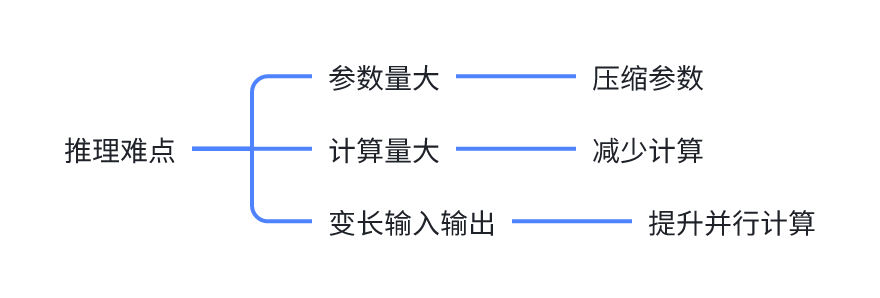 参数量大
压缩参数
推理难点
计算量大
减少计算
变长输入输出
提升并行计算